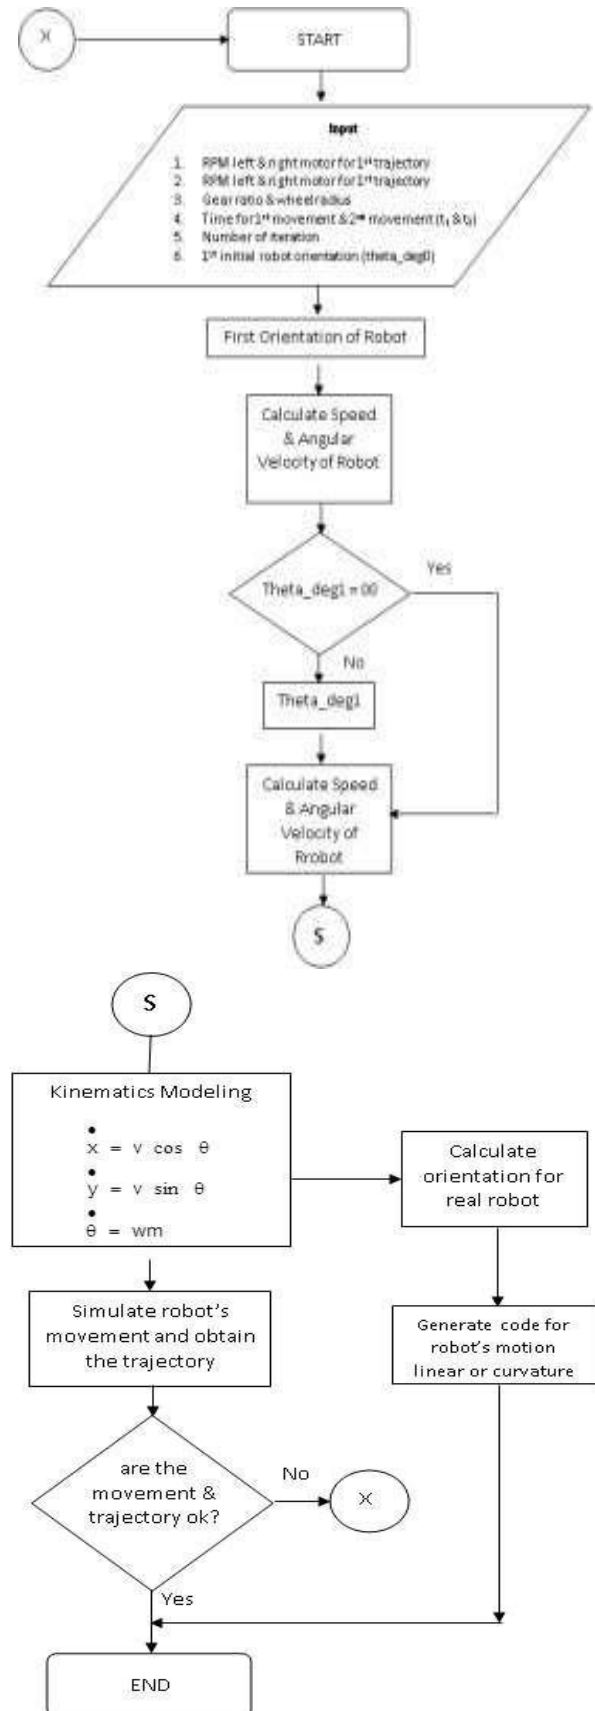 X
START
Input
1. RPM left & right motor for 1st trajectory
2. RPM left & right motor for 1st trajectory
3. Gear ratio & wheel radius
4. Time for 1st movement & 2nd movement (t₁ & t₂)
5. Number of iteration
6. 1st initial robot orientation (theta_deg0)
First Orientation of Robot
Calculate Speed
& Angular
Velocity of Robot
Theta_deg1 = 00
Yes
No
Theta_deg1
Calculate Speed
& Angular
Velocity of
Rrobot
S
S
Kinematics Modeling
ẋ = v cos θ
ẏ = v sin θ
θ̇ = wm
Calculate
orientation for
real robot
Simulate robot's
movement and obtain
the trajectory
Generate code for
robot's motion
linear or curvature
are the
movement &
trajectory ok?
No
X
Yes
END